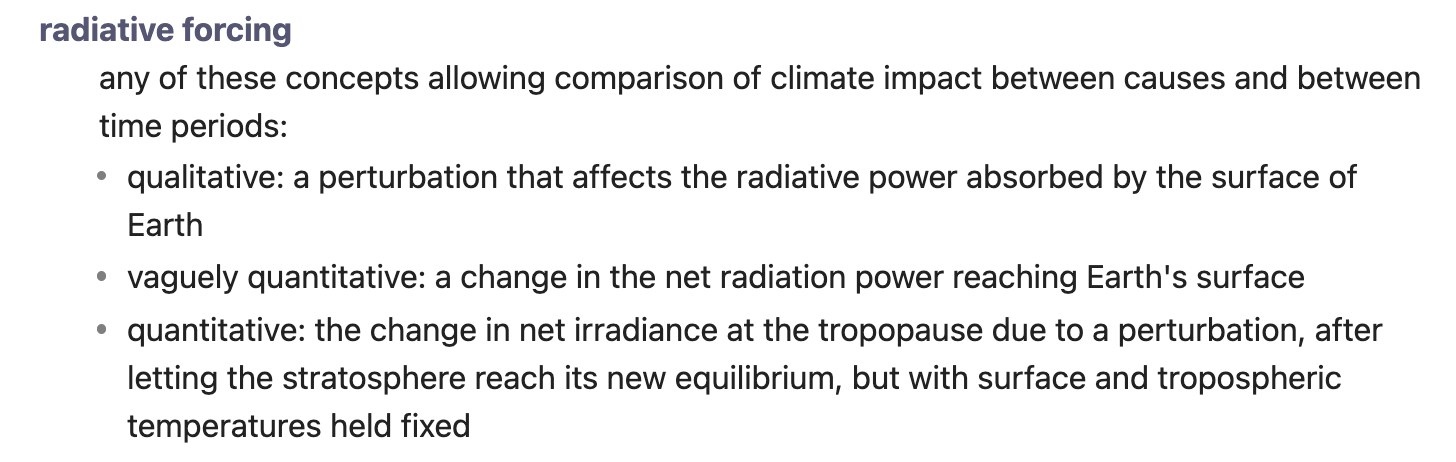 radiative forcing
any of these concepts allowing comparison of climate impact between causes and between
time periods:
• qualitative: a perturbation that affects the radiative power absorbed by the surface of
Earth
• vaguely quantitative: a change in the net radiation power reaching Earth's surface
• quantitative: the change in net irradiance at the tropopause due to a perturbation, after
letting the stratosphere reach its new equilibrium, but with surface and tropospheric
temperatures held fixed